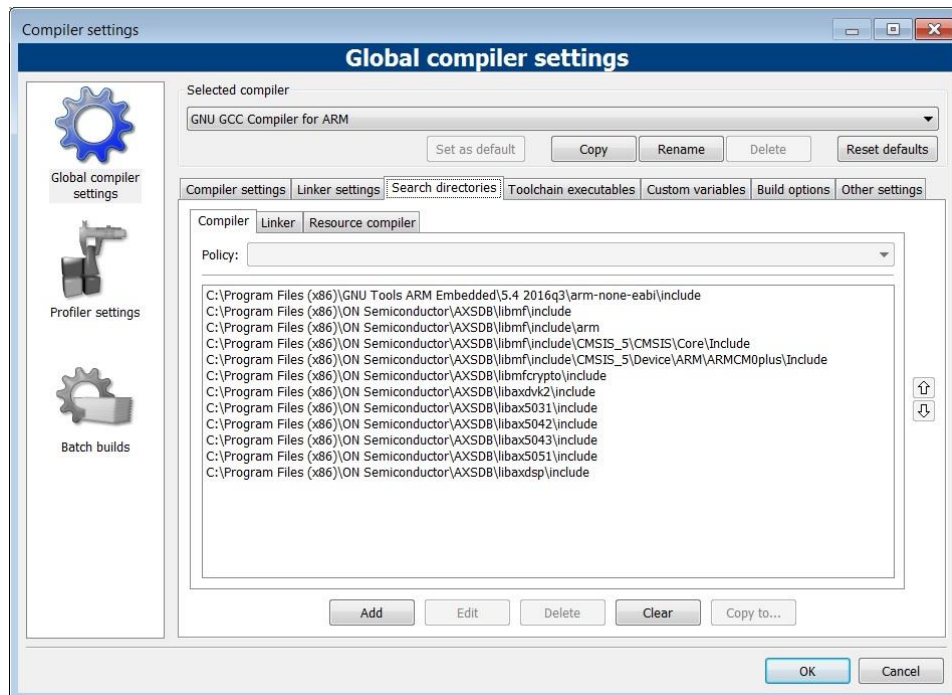 Compiler settings
Global compiler settings
Global compiler settings
Profiler settings
Batch builds
Selected compiler
GNU GCC Compiler for ARM
Set as default Copy Rename Delete Reset defaults
Compiler settings Linker settings Search directories Toolchain executables Custom variables Build options Other settings
Compiler Linker Resource compiler
Policy:
C:\Program Files (x86)\GNU Tools ARM Embedded\5.4 2016q3\arm-none-eabi\include
C:\Program Files (x86)\ON Semiconductor\AXSDB\libmf\include
C:\Program Files (x86)\ON Semiconductor\AXSDB\libmf\include\arm
C:\Program Files (x86)\ON Semiconductor\AXSDB\libmf\include\CMSIS_5\CMSIS\Core\Include
C:\Program Files (x86)\ON Semiconductor\AXSDB\libmf\include\CMSIS_5\Device\ARM\ARMCM0plus\Include
C:\Program Files (x86)\ON Semiconductor\AXSDB\libmfcrypto\include
C:\Program Files (x86)\ON Semiconductor\AXSDB\libaxdvk2\include
C:\Program Files (x86)\ON Semiconductor\AXSDB\libax5031\include
C:\Program Files (x86)\ON Semiconductor\AXSDB\libax5042\include
C:\Program Files (x86)\ON Semiconductor\AXSDB\libax5043\include
C:\Program Files (x86)\ON Semiconductor\AXSDB\libax5051\include
C:\Program Files (x86)\ON Semiconductor\AXSDB\libaxdsp\include
Add Edit Delete Clear Copy to...
OK Cancel